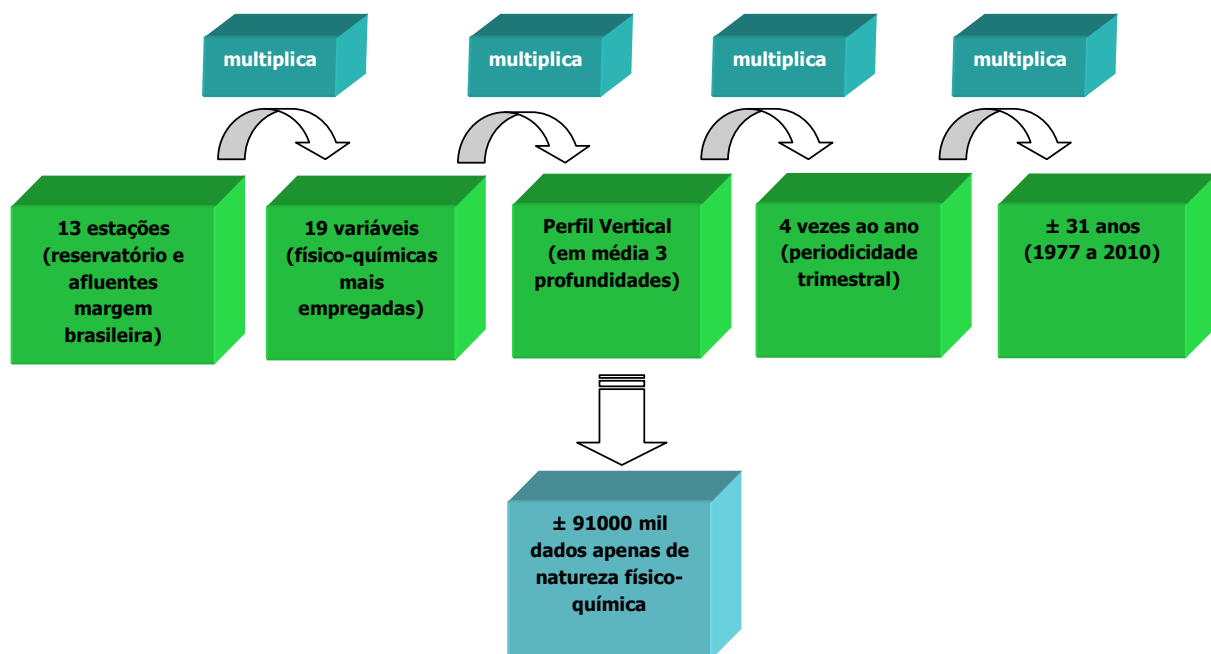 multiplica
multiplica
multiplica
multiplica
13 estações
(reservatório e
afluentes
margem
brasileira)
19 variáveis
(físico-químicas
mais
empregadas)
Perfil Vertical
(em média 3
profundidades)
4 vezes ao ano
(periodicidade
trimestral)
± 31 anos
(1977 a 2010)
± 91000 mil
dados apenas de
natureza físico-
química